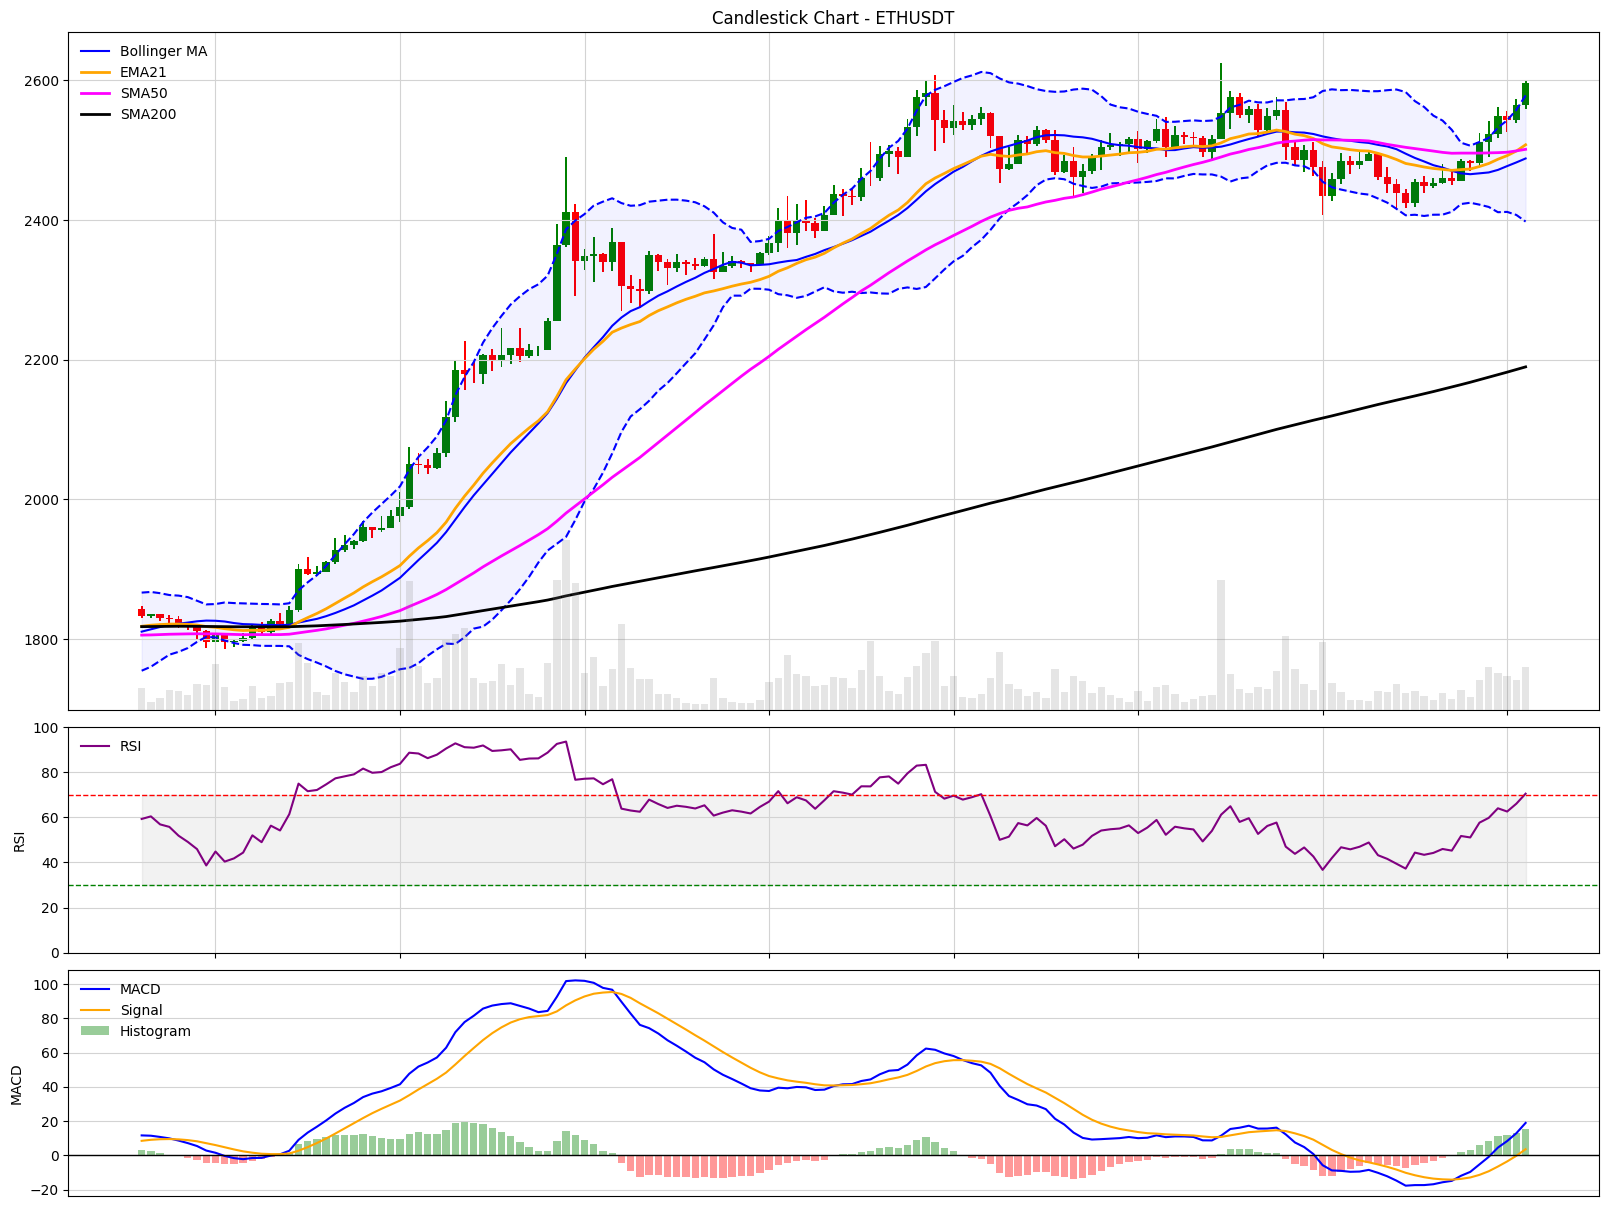 Candlestick Chart - ETHUSDT
Bollinger MA
EMA21
SMA50
SMA200
2600
2400
2200
2000
1800
RSI
100
80
60
40
20
0
RSI
MACD
Signal
Histogram
100
80
60
40
20
0
−20
MACD